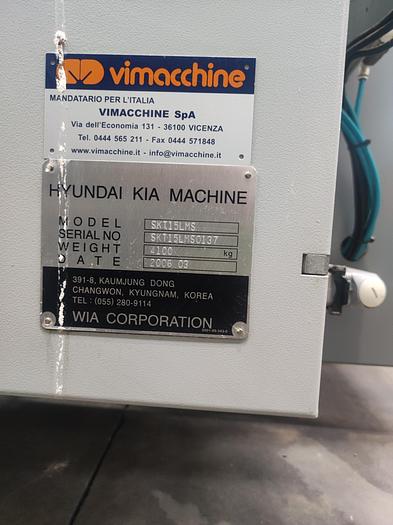 vimacchine
MANDATARIO PER L'ITALIA
VIMACCHINE SpA
Via dell'Economia 131 - 36100 VICENZA
Tel. 0444 565 211 - Fax 0444 571848
www.vimacchine.it - info@vimacchine.it
HYUNDAI KIA MACHINE
MODEL SKT15LMS
SERIAL NO SKT15LMS0137
WEIGHT 4100 kg
DATE 2006.03
391-8, KAUMJUNG DONG
CHANGWON, KYUNGNAM, KOREA
TEL : (055) 280-9114
WIA CORPORATION